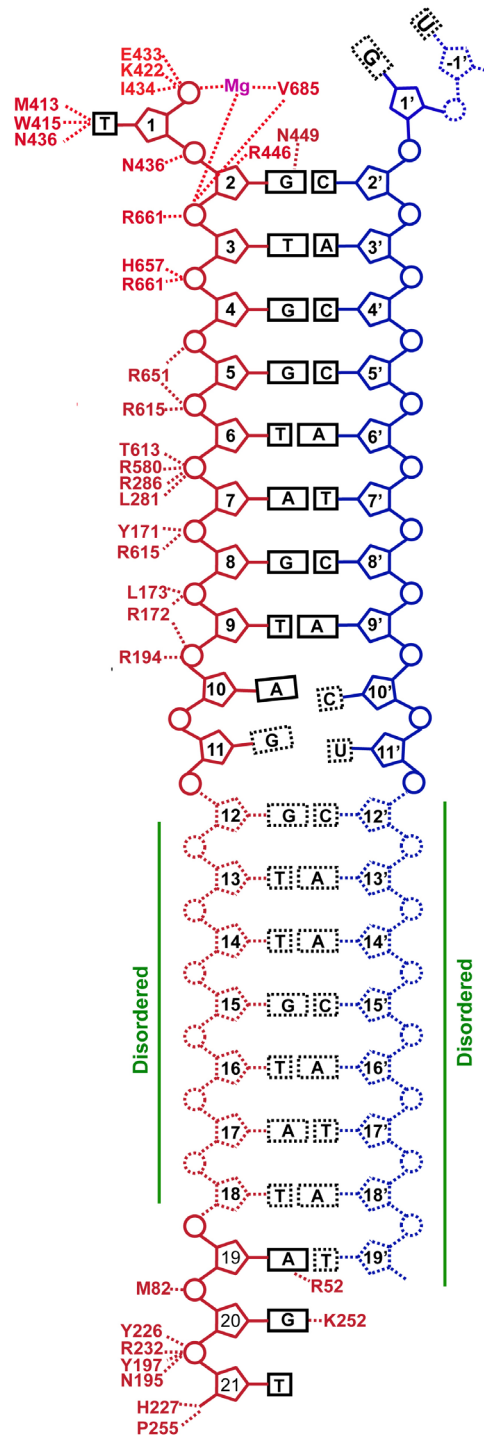 U
E433
G
-1'
K422
I434
Mg
V685
1'
M413
W415
T
1
N436
N449
R446
N436
2
G
C
2'
R661
3
T
A
3'
H657
R661
4
G
C
4'
R651
5
G
C
5'
R615
6
T
A
6'
T613
R580
R286
L281
7
A
T
7'
Y171
R615
8
G
C
8'
L173
R172
9
T
A
9'
R194
10
A
C
10'
11
G
U
11'
12
G
C
12'
13
T
A
13'
14
T
A
14'
Disordered
15
G
C
15'
Disordered
16
T
A
16'
17
A
T
17'
18
T
A
18'
19
A
T
19'
M82
R52
20
G
K252
Y226
R232
Y197
N195
21
T
H227
P255